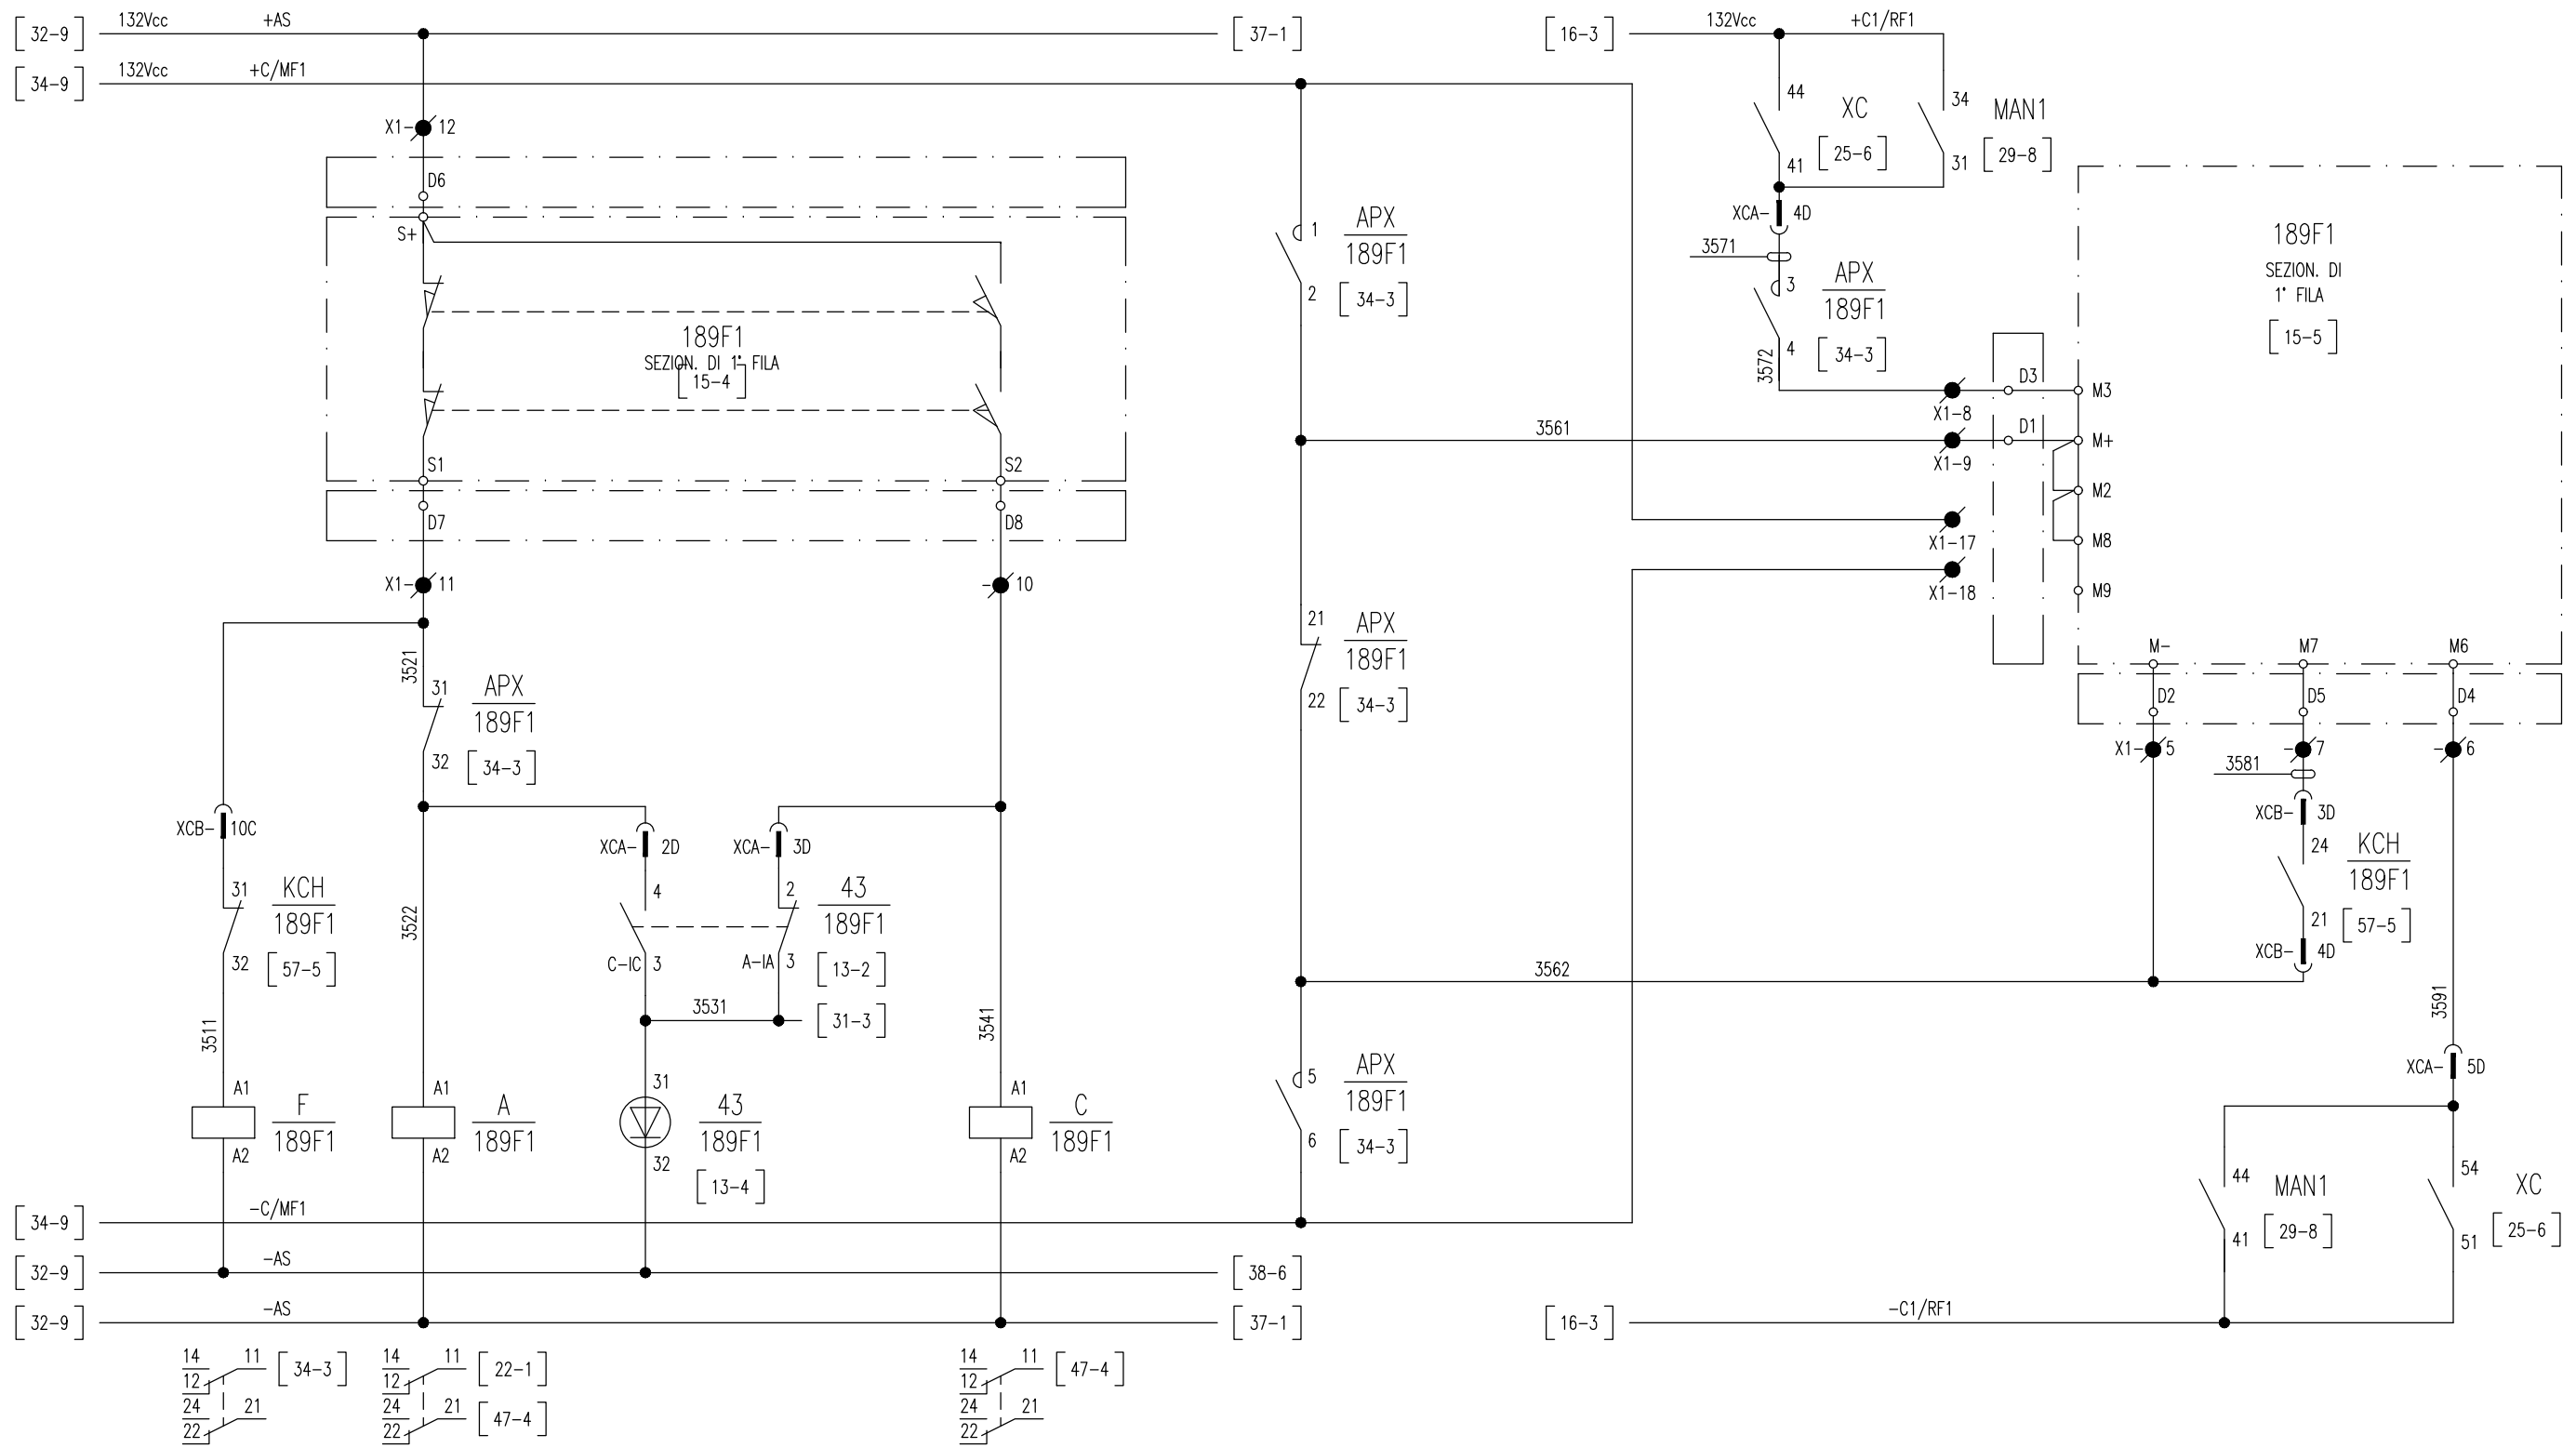 [32-9] 132Vcc +AS [37-1]
[16-3] 132Vcc +C1/RF1
[34-9] 132Vcc +C/MF1
44 XC 34 MAN1
[25-6] [29-8]
41 31
X1- 12
D6
S+
189F1
SEZION. DI 1° FILA
[15-4]
S1 S2
D7 D8
X1- 11
- 10
1 APX
189F1
2 [34-3]
XCA- 4D
3571
3 APX
189F1
4 [34-3]
3572
189F1
SEZION. DI
1° FILA
[15-5]
X1-8 D3 M3
3561 X1-9 D1 M+
M2
X1-17 M8
X1-18 M9
M- M7 M6
D2 D5 D4
X1- 5 - 7 - 6
3521
31 APX
189F1
32 [34-3]
21 APX
189F1
22 [34-3]
3581
XCB- 3D
24 KCH
189F1
21 [57-5]
XCB- 4D
XCB- 10C
31 KCH
189F1
32 [57-5]
3511
3522
XCA- 2D
XCA- 3D
4 2 43
189F1
C-IC 3 A-IA 3 [13-2]
3531 [31-3]
3541
3562
3591
XCA- 5D
A1 F
189F1
A2
A1 A
189F1
A2
31 43
189F1
32 [13-4]
A1 C
189F1
A2
5 APX
189F1
6 [34-3]
44 MAN1
41 [29-8]
54 XC
51 [25-6]
[34-9] -C/MF1
[32-9] -AS [38-6]
[32-9] -AS [37-1]
[16-3] -C1/RF1
14 11 [34-3]
12
24 21
22
14 11 [22-1]
12
24 21 [47-4]
22
14 11 [47-4]
12
24 21
22